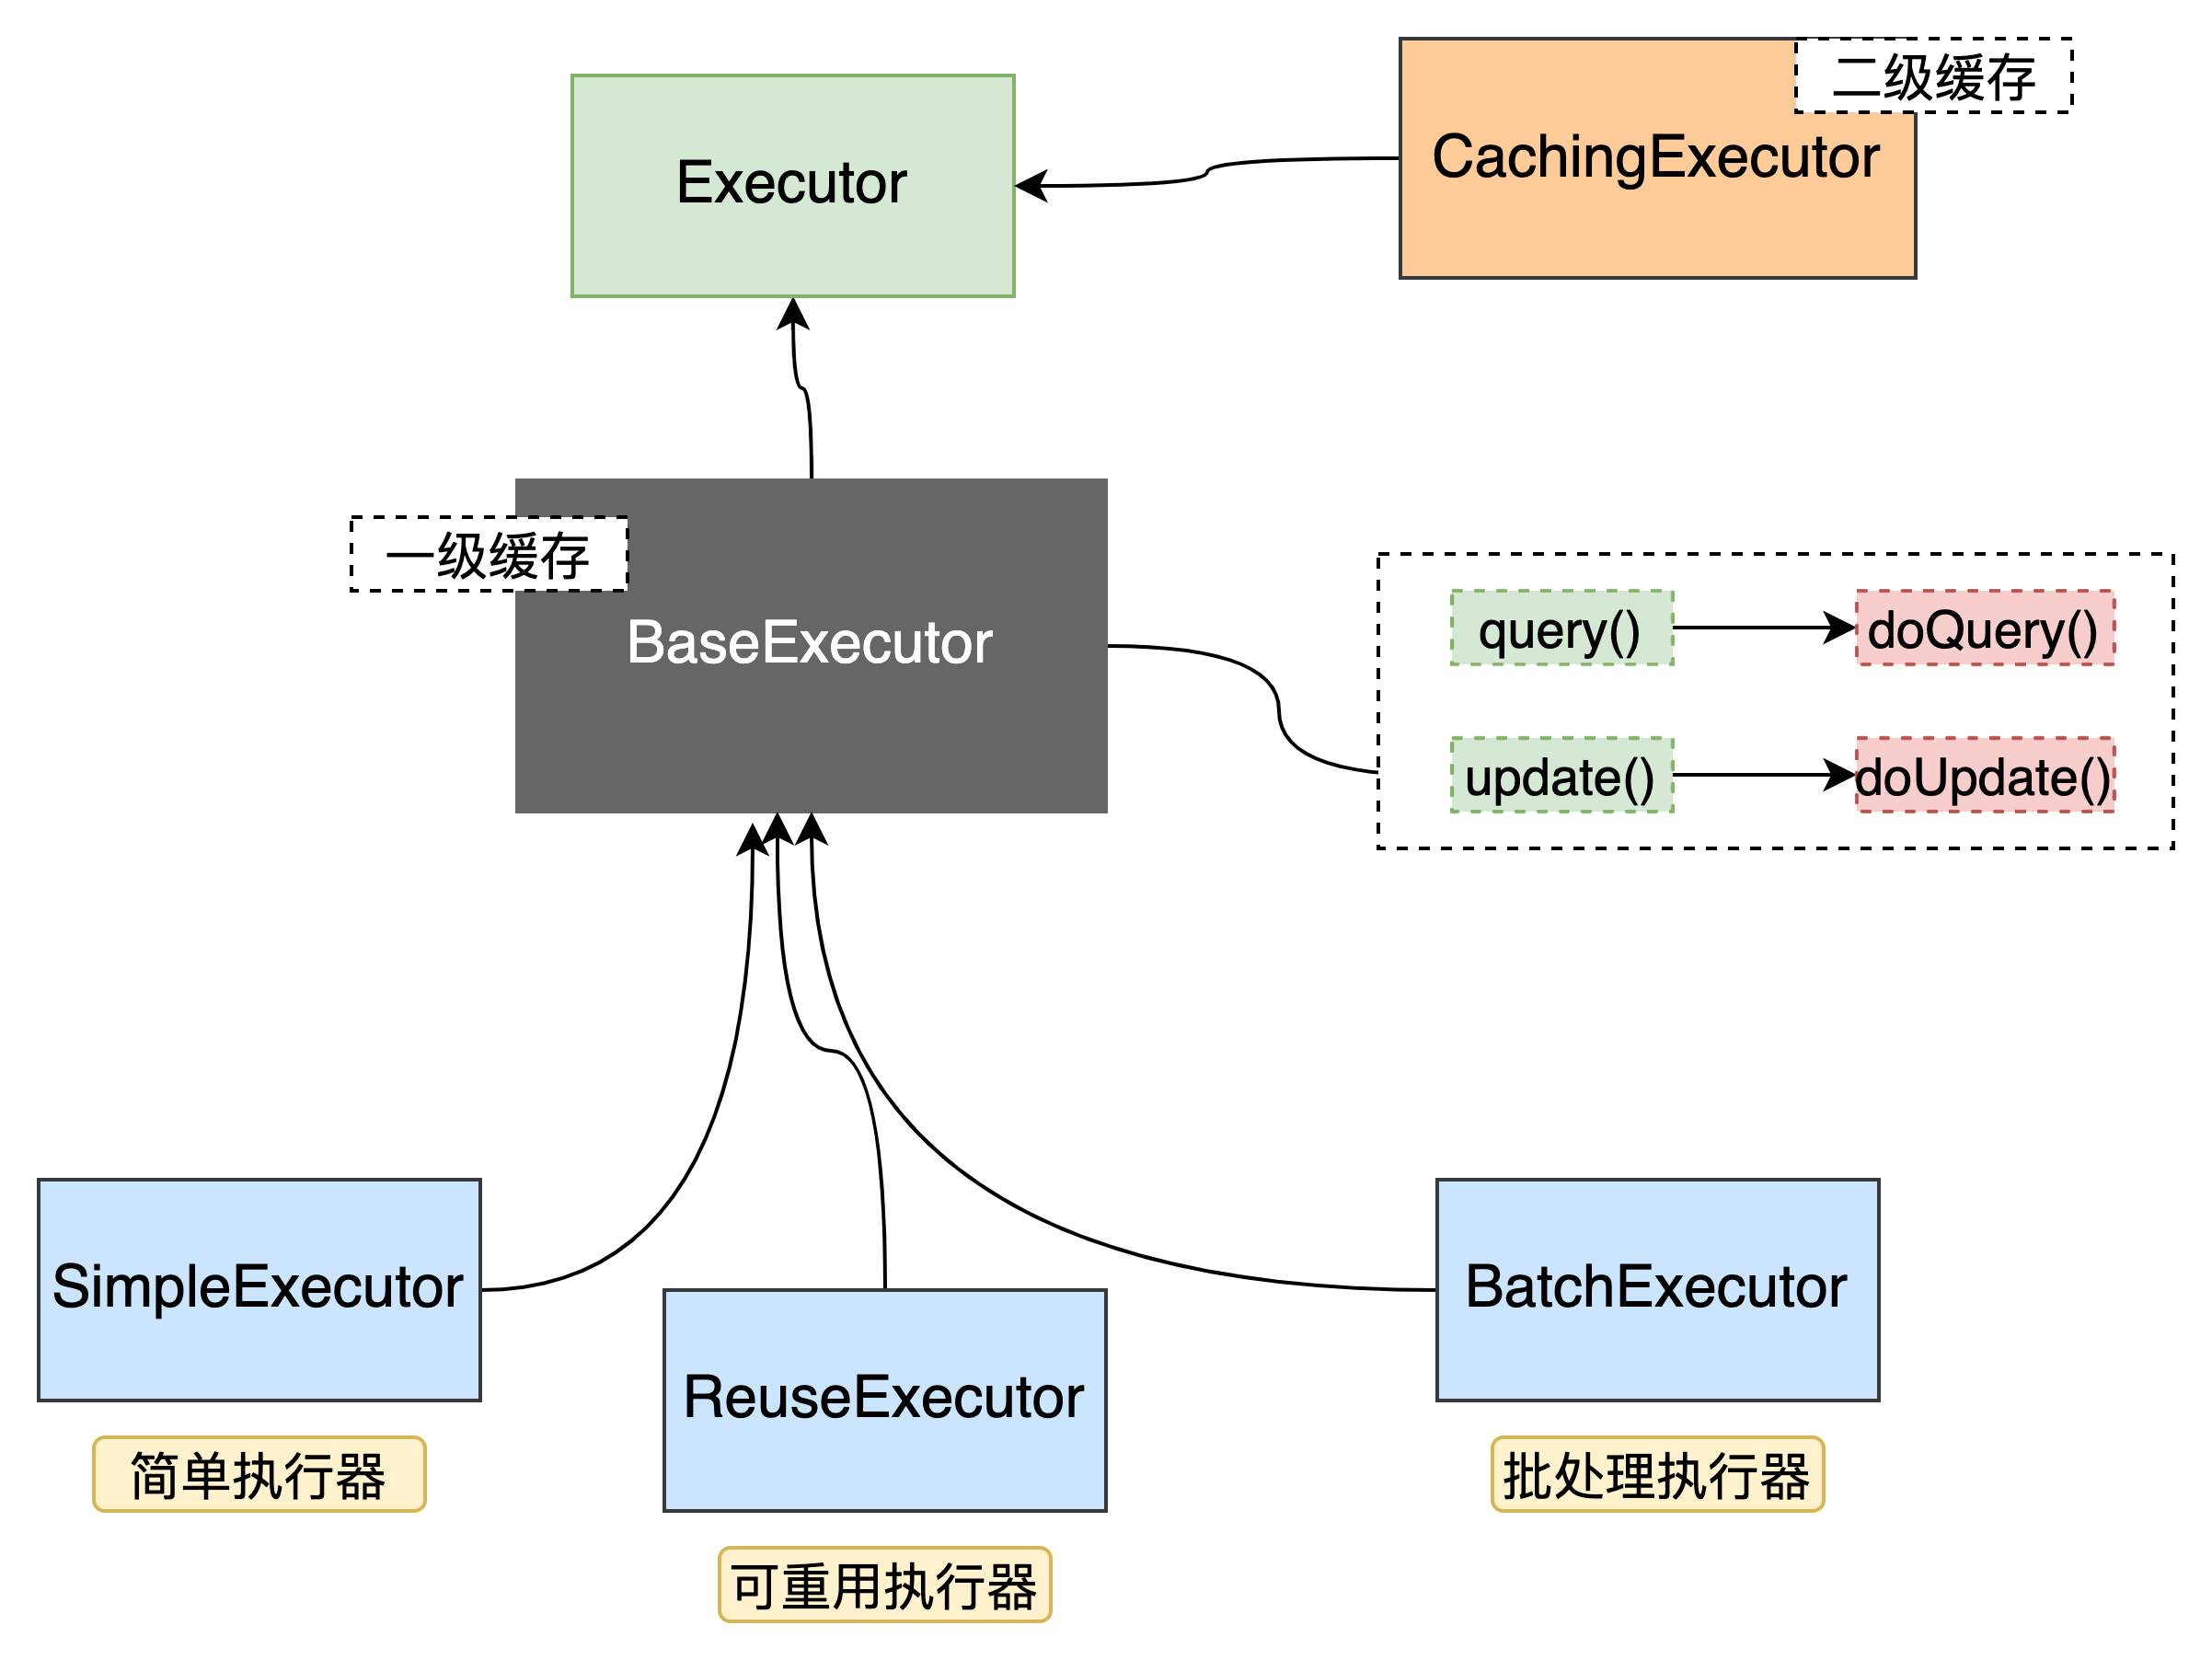 二级缓存
Executor
CachingExecutor
一级缓存
BaseExecutor
query()
doQuery()
update()
doUpdate()
SimpleExecutor
ReuseExecutor
BatchExecutor
简单执行器
批处理执行器
可重用执行器